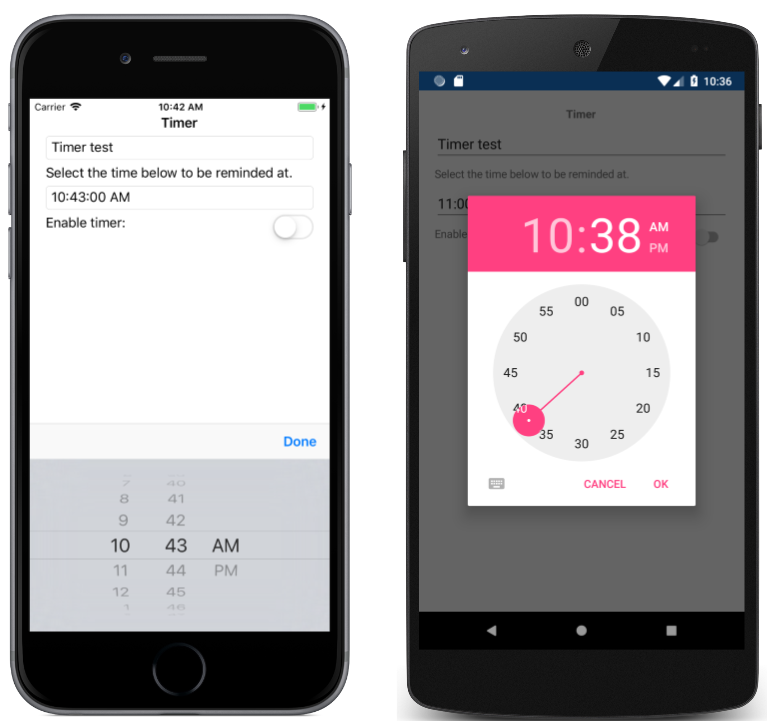 Carrier 10:42 AM
Timer
Timer test
Select the time below to be reminded at.
10:43:00 AM
Enable timer:
Done
7 40
8 41
9 42
10 43 AM
11 44 PM
12 45
1 46
10:36
Timer
Timer test
Select the time below to be reminded at.
11:00
Enable
10:38 AM
PM
00
55 05
50 10
45 15
40 20
35 25
30
CANCEL OK